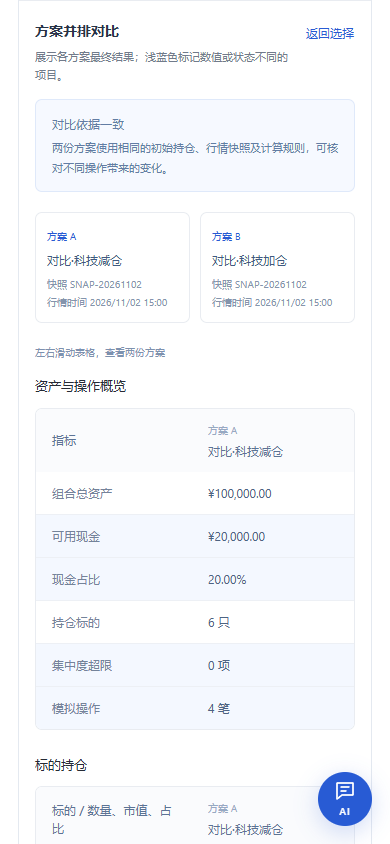 方案并排对比
返回选择
展示各方案最终结果；浅蓝色标记数值或状态不同的
项目。
对比依据一致
两份方案使用相同的初始持仓、行情快照及计算规则，可核
对不同操作带来的变化。
方案 A
对比·科技减仓
快照 SNAP-20261102
行情时间 2026/11/02 15:00
方案 B
对比·科技加仓
快照 SNAP-20261102
行情时间 2026/11/02 15:00
左右滑动表格，查看两份方案
资产与操作概览
指标
方案 A
对比·科技减仓
组合总资产
¥100,000.00
可用现金
¥20,000.00
现金占比
20.00%
持仓标的
6 只
集中度超限
0 项
模拟操作
4 笔
标的持仓
标的 / 数量、市值、占
比
方案 A
对比·科技减仓
AI